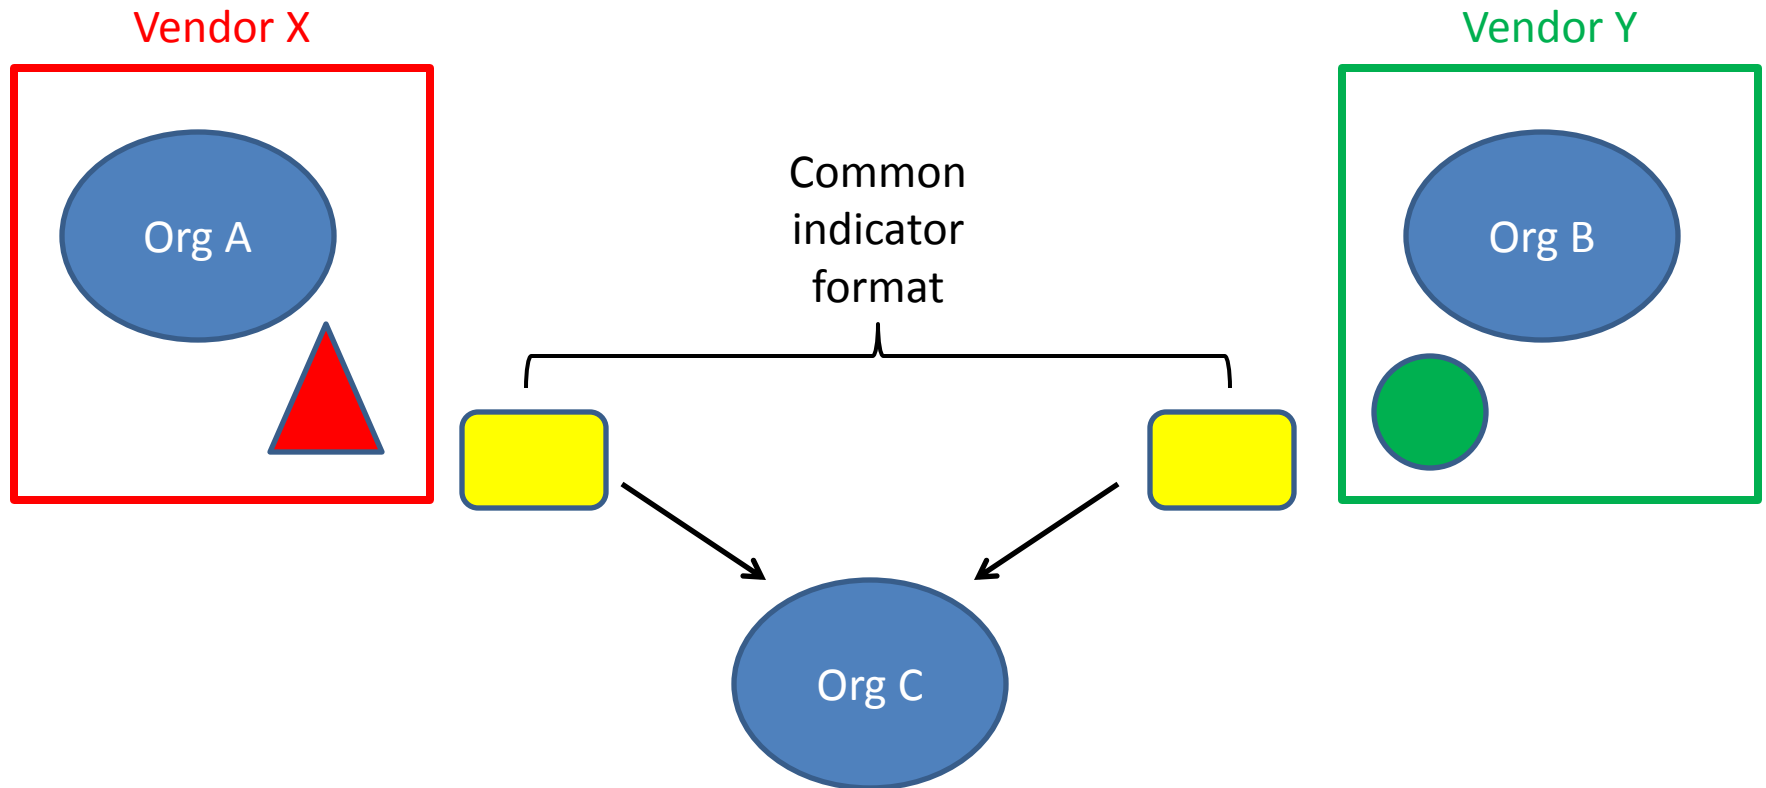 Vendor X
Vendor Y
Org A
Common
indicator
format
Org B
Org C